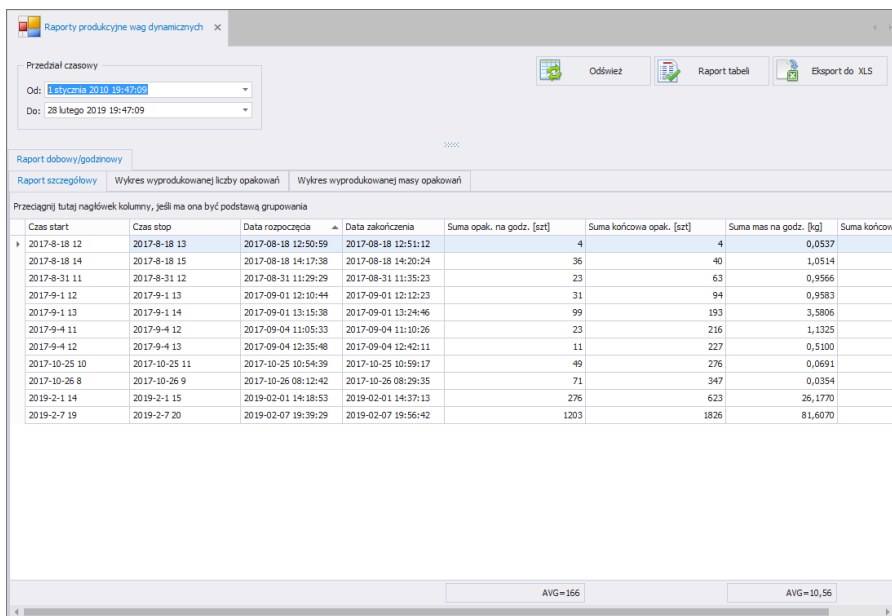 Raporty produkcyjne wag dynamicznych
Przedział czasowy
Od: 1 stycznia 2010 19:47:09
Do: 28 lutego 2019 19:47:09
Odśwież Raport tabeli Eksport do XLS
Raport dobowy/godzinowy
Raport szczegółowy Wykres wyprodukowanej liczby opakowań Wykres wyprodukowanej masy opakowań
Przeciągnij tutaj nagłówek kolumny, jeśli ma ona być podstawą grupowania
Czas start Czas stop Data rozpoczęcia Data zakończenia Suma opak. na godz. [szt] Suma końcowa opak. [szt] Suma mas na godz. [kg] Suma końcow
2017-8-18 12 2017-8-18 13 2017-08-18 12:50:59 2017-08-18 12:51:12 4 4 0,0537
2017-8-18 14 2017-8-18 15 2017-08-18 14:17:38 2017-08-18 14:20:24 36 40 1,0514
2017-8-31 11 2017-8-31 12 2017-08-31 11:29:29 2017-08-31 11:35:23 23 63 0,9566
2017-9-1 12 2017-9-1 13 2017-09-01 12:10:44 2017-09-01 12:12:23 31 94 0,9583
2017-9-1 13 2017-9-1 14 2017-09-01 13:15:38 2017-09-01 13:24:46 99 193 3,5806
2017-9-4 11 2017-9-4 12 2017-09-04 11:05:33 2017-09-04 11:10:26 23 216 1,1325
2017-9-4 12 2017-9-4 13 2017-09-04 12:35:48 2017-09-04 12:42:11 11 227 0,5100
2017-10-25 10 2017-10-25 11 2017-10-25 10:54:39 2017-10-25 10:59:17 49 276 0,0691
2017-10-26 8 2017-10-26 9 2017-10-26 08:12:42 2017-10-26 08:29:35 71 347 0,0354
2019-2-1 14 2019-2-1 15 2019-02-01 14:18:53 2019-02-01 14:37:13 276 623 26,1770
2019-2-7 19 2019-2-7 20 2019-02-07 19:39:29 2019-02-07 19:56:42 1203 1826 81,6070
AVG=166 AVG=10,56